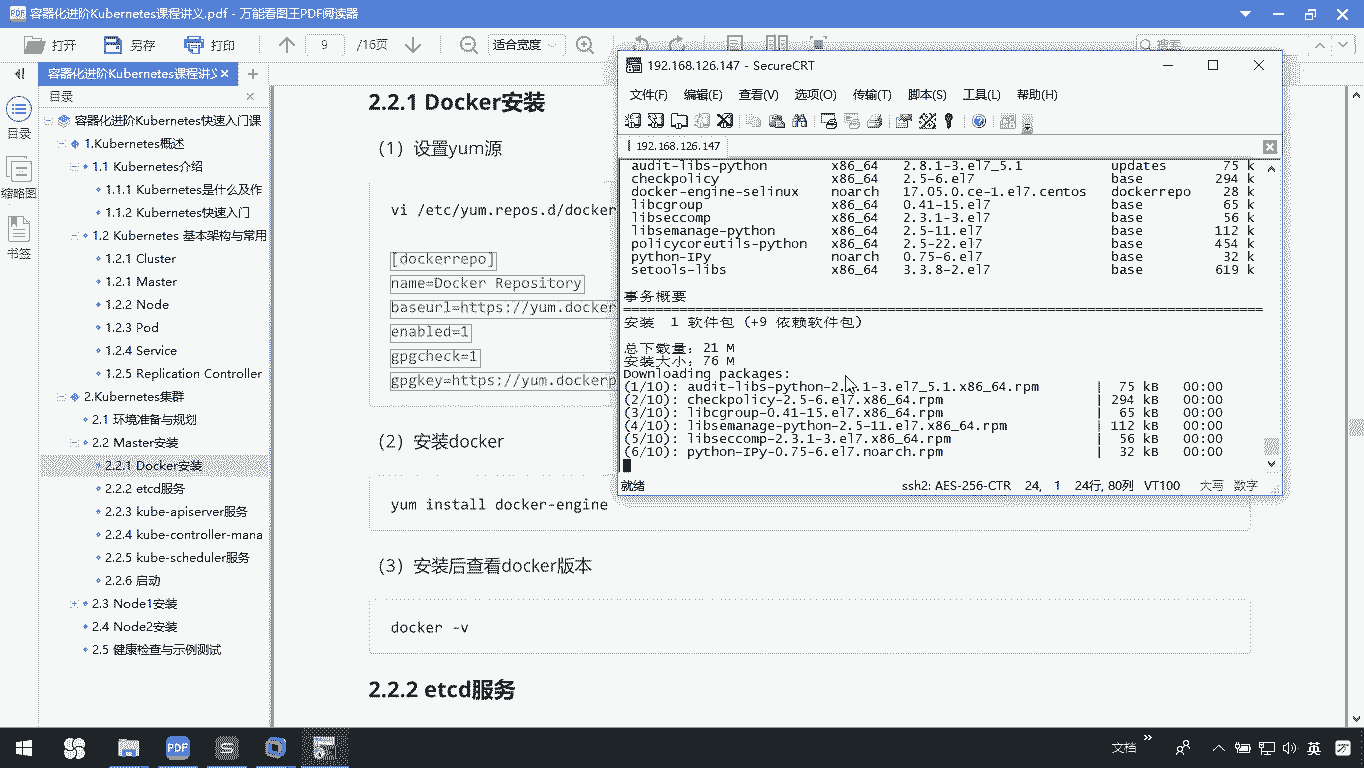 容器化进阶Kubernetes课程讲义.pdf - 万能看图王PDF阅读器
打开 另存 打印 9 /16页 适合宽度 搜索
容器化进阶Kubernetes课程讲义
目录
目录
缩略图
书签
容器化进阶Kubernetes快速入门课
1.Kubernetes概述
1.1 Kubernetes介绍
1.1.1 Kubernetes是什么及作
1.1.2 Kubernetes快速入门
1.2 Kubernetes 基本架构与常用
1.2.1 Cluster
1.2.1 Master
1.2.2 Node
1.2.3 Pod
1.2.4 Service
1.2.5 Replication Controller
2.Kubernetes集群
2.1 环境准备与规划
2.2 Master安装
2.2.1 Docker安装
2.2.2 etcd服务
2.2.3 kube-apiserver服务
2.2.4 kube-controller-mana
2.2.5 kube-scheduler服务
2.2.6 启动
2.3 Node1安装
2.4 Node2安装
2.5 健康检查与示例测试
2.2.1 Docker安装
（1）设置yum源
vi /etc/yum.repos.d/docker
[dockerrepo]
name=Docker Repository
baseurl=https://yum.docker
enabled=1
gpgcheck=1
gpgkey=https://yum.dockerp
（2）安装docker
yum install docker-engine
（3）安装后查看docker版本
docker -v
2.2.2 etcd服务
192.168.126.147 - SecureCRT
文件(F) 编辑(E) 查看(V) 选项(O) 传输(T) 脚本(S) 工具(L) 帮助(H)
192.168.126.147
audit-libs-python x86_64 2.8.1-3.el7_5.1 updates 75 k
checkpolicy x86_64 2.5-6.el7 base 294 k
docker-engine-selinux noarch 17.05.0.ce-1.el7.centos dockerrepo 28 k
libcgroup x86_64 0.41-15.el7 base 65 k
libseccomp x86_64 2.3.1-3.el7 base 56 k
libsemanage-python x86_64 2.5-11.el7 base 112 k
policycoreutils-python x86_64 2.5-22.el7 base 454 k
python-IPy noarch 0.75-6.el7 base 32 k
setools-libs x86_64 3.3.8-2.el7 base 619 k
事务概要
================================================================================
安装 1 软件包 (+9 依赖软件包)
总下载量：21 M
安装大小：76 M
Downloading packages:
(1/10): audit-libs-python-2.8.1-3.el7_5.1.x86_64.rpm | 75 kB 00:00
(2/10): checkpolicy-2.5-6.el7.x86_64.rpm | 294 kB 00:00
(3/10): libcgroup-0.41-15.el7.x86_64.rpm | 65 kB 00:00
(4/10): libsemanage-python-2.5-11.el7.x86_64.rpm | 112 kB 00:00
(5/10): libseccomp-2.3.1-3.el7.x86_64.rpm | 56 kB 00:00
(6/10): python-IPy-0.75-6.el7.noarch.rpm | 32 kB 00:00
就绪 ssh2: AES-256-CTR 24, 1 24行, 80列 VT100 大写 数字
文档 英